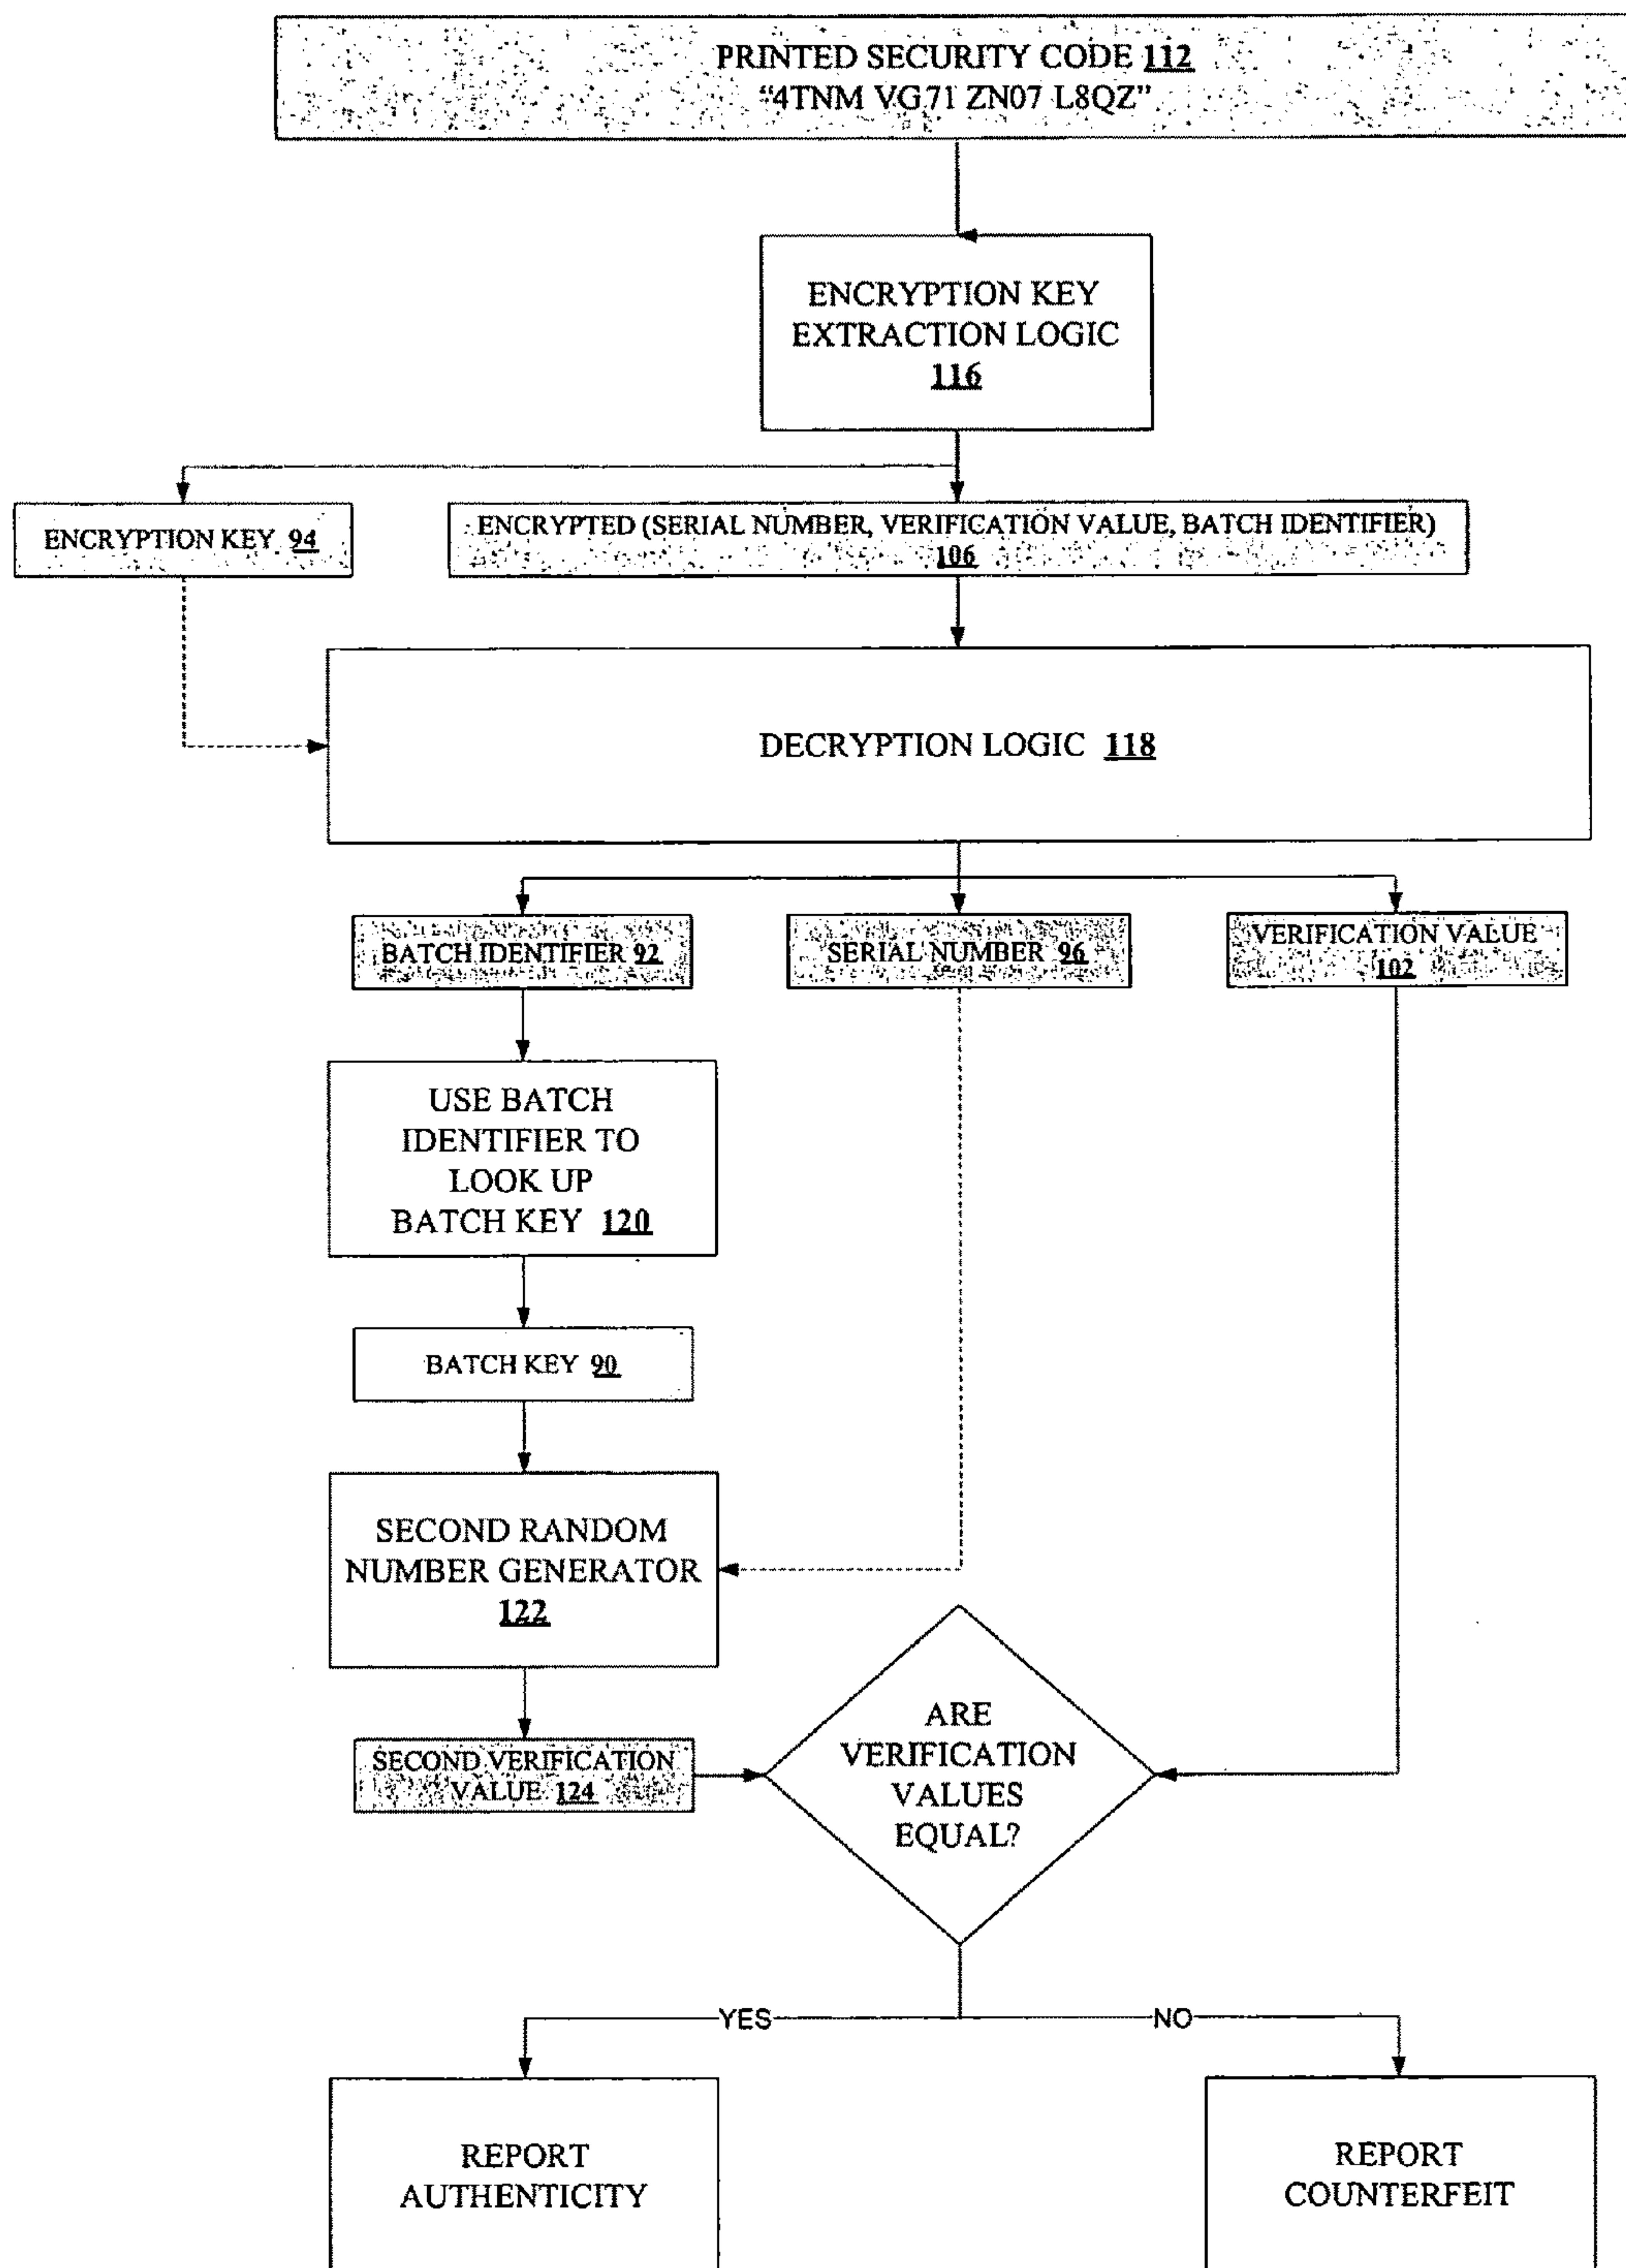 PRINTED SECURITY CODE 112
"4TNM VG71 ZN07 L8QZ"
ENCRYPTION KEY
EXTRACTION LOGIC
116
ENCRYPTION KEY 94
ENCRYPTED (SERIAL NUMBER, VERIFICATION VALUE, BATCH IDENTIFIER)
106
DECRYPTION LOGIC 118
BATCH IDENTIFIER 92
SERIAL NUMBER 96
VERIFICATION VALUE
102
USE BATCH
IDENTIFIER TO
LOOK UP
BATCH KEY 120
BATCH KEY 90
SECOND RANDOM
NUMBER GENERATOR
122
SECOND VERIFICATION
VALUE 124
ARE
VERIFICATION
VALUES
EQUAL?
YES
NO
REPORT
AUTHENTICITY
REPORT
COUNTERFEIT